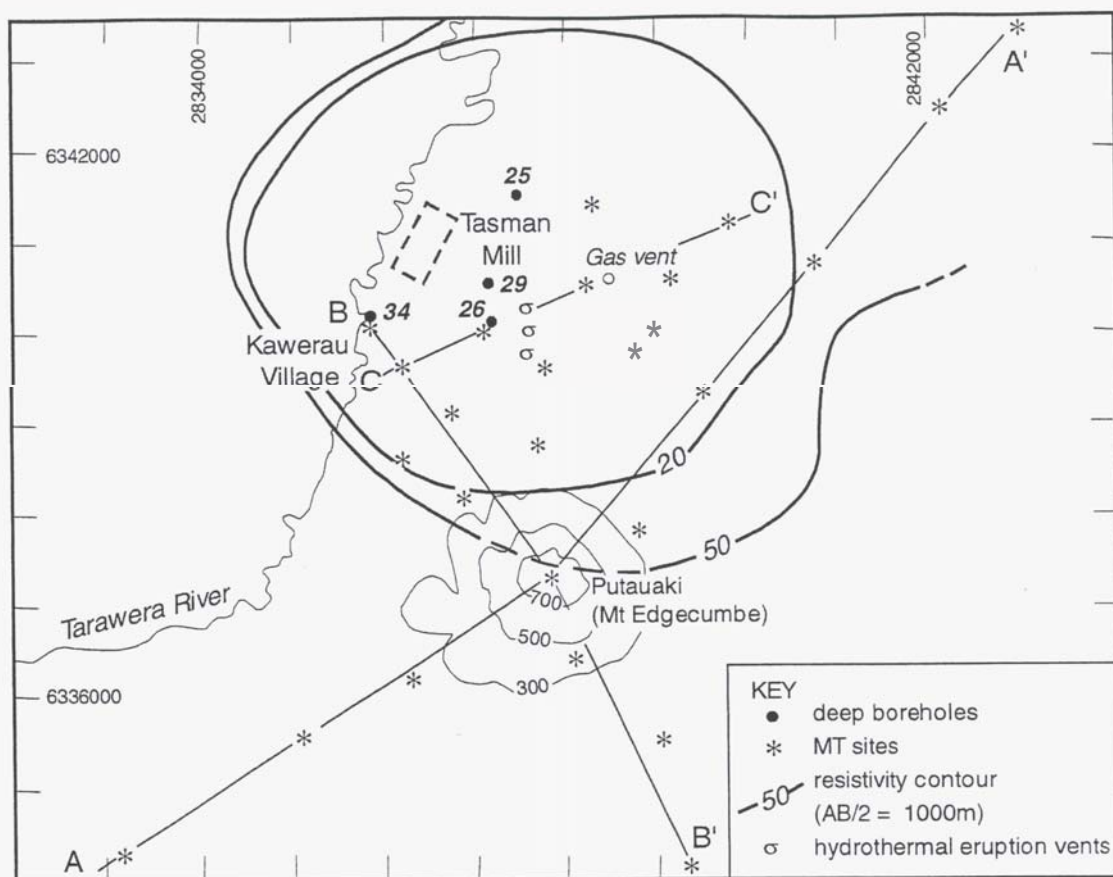 2834000
2842000
A'
6342000
25
C'
Tasman
Mill
Gas vent
29
B
34
26
σ
σ
σ
Kawerau
Village
C
20
50
Putauaki
(Mt Edgecumbe)
700
500
300
Tarawera River
6336000
A
B'
KEY
deep boreholes
MT sites
50
resistivity contour
(AB/2 = 1000m)
σ hydrothermal eruption vents